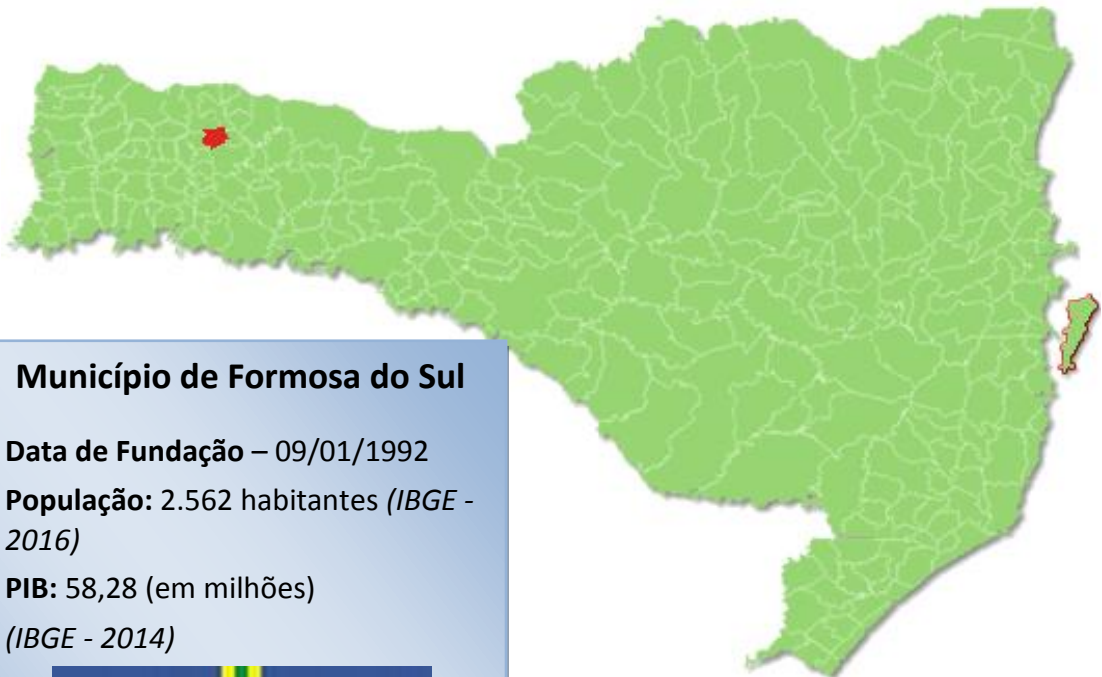 Município de Formosa do Sul
Data de Fundação – 09/01/1992
População: 2.562 habitantes (IBGE -
2016)
PIB: 58,28 (em milhões)
(IBGE - 2014)